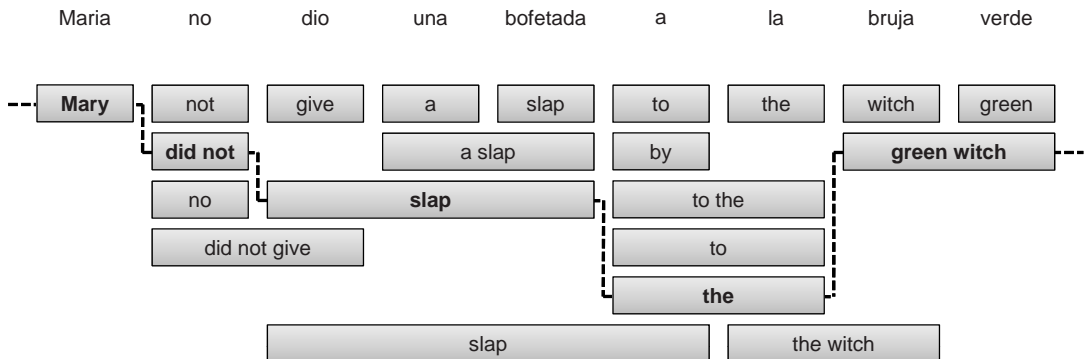 Maria no dio una bofetada a la bruja verde
Mary not give a slap to the witch green
did not a slap by green witch
no slap to the
did not give to
the
slap the witch